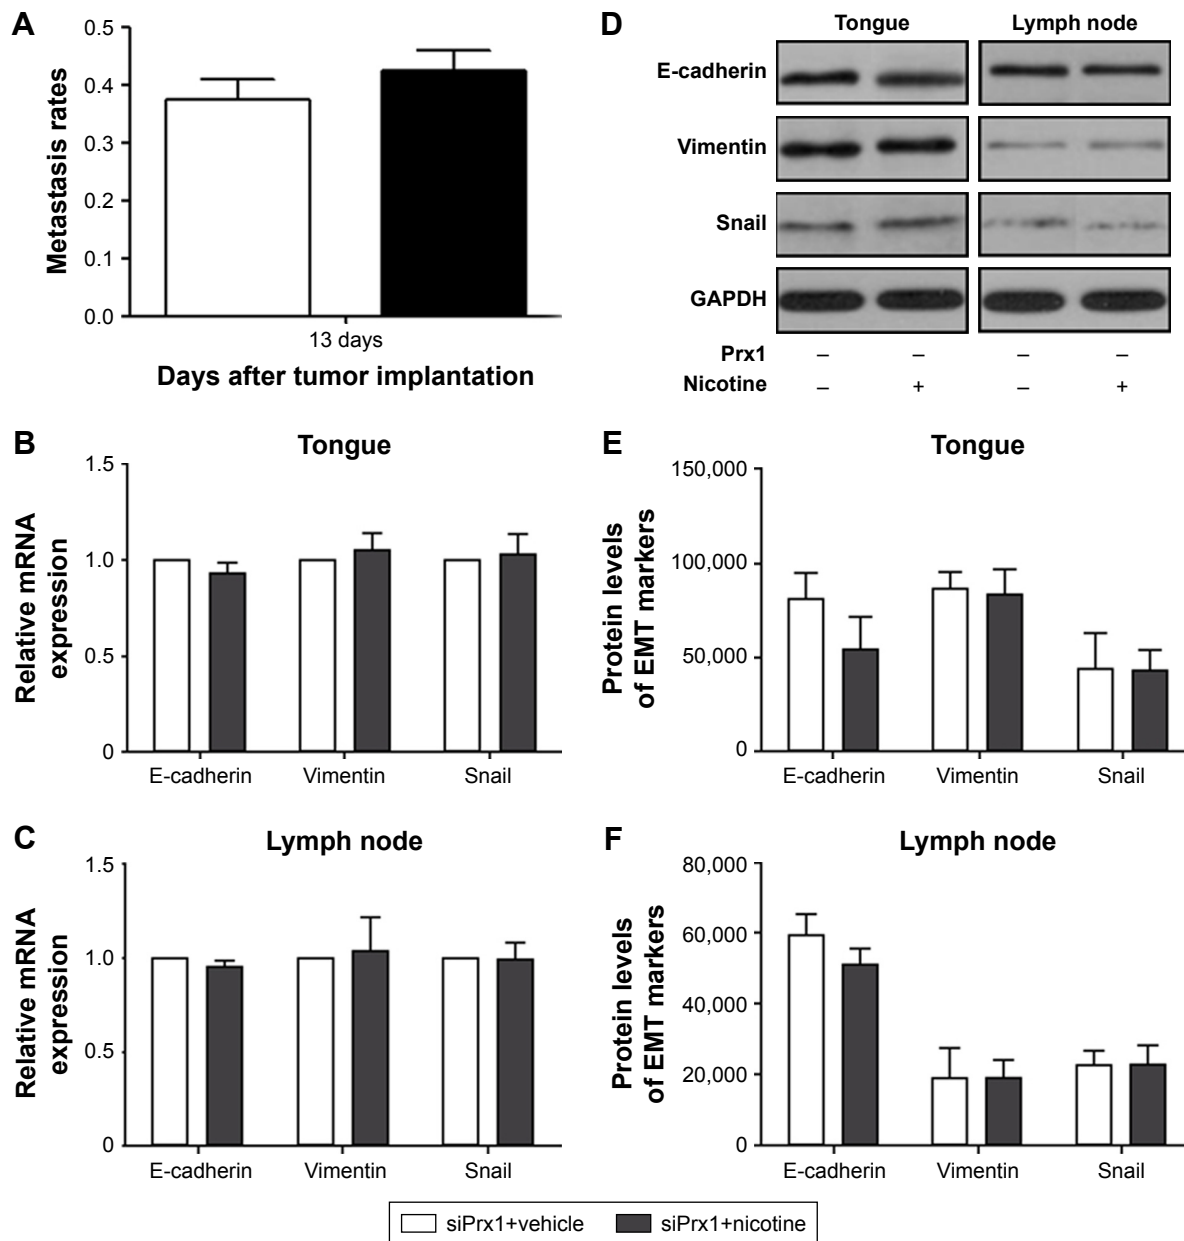 A
0.5
0.4
0.3
0.2
0.1
0.0
Metastasis rates
13 days
Days after tumor implantation
D
Tongue
Lymph node
E-cadherin
Vimentin
Snail
GAPDH
Prx1 – – – –
Nicotine – + – +
B
Tongue
1.5
1.0
0.5
0
Relative mRNA
expression
E-cadherin Vimentin Snail
E
Tongue
150,000
100,000
50,000
0
Protein levels
of EMT markers
E-cadherin Vimentin Snail
C
Lymph node
1.5
1.0
0.5
0
Relative mRNA
expression
E-cadherin Vimentin Snail
F
Lymph node
80,000
60,000
40,000
20,000
0
Protein levels
of EMT markers
E-cadherin Vimentin Snail
siPrx1+vehicle siPrx1+nicotine